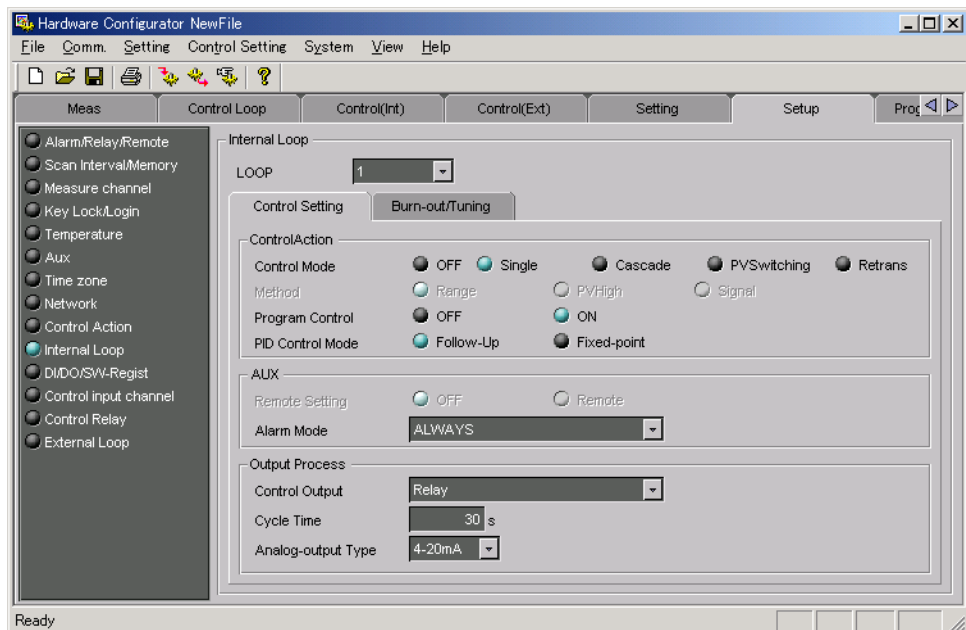 Hardware Configurator NewFile
File Comm. Setting Control Setting System View Help
Meas Control Loop Control(Int) Control(Ext) Setting Setup Prog
Alarm/Relay/Remote
Scan Interval/Memory
Measure channel
Key Lock/Login
Temperature
Aux
Time zone
Network
Control Action
Internal Loop
DI/DO/SW-Regist
Control input channel
Control Relay
External Loop
Internal Loop
LOOP 1
Control Setting Burn-out/Tuning
ControlAction
Control Mode OFF Single Cascade PVSwitching Retrans
Method Range PVHigh Signal
Program Control OFF ON
PID Control Mode Follow-Up Fixed-point
AUX
Remote Setting OFF Remote
Alarm Mode ALWAYS
Output Process
Control Output Relay
Cycle Time 30 s
Analog-output Type 4-20mA
Ready